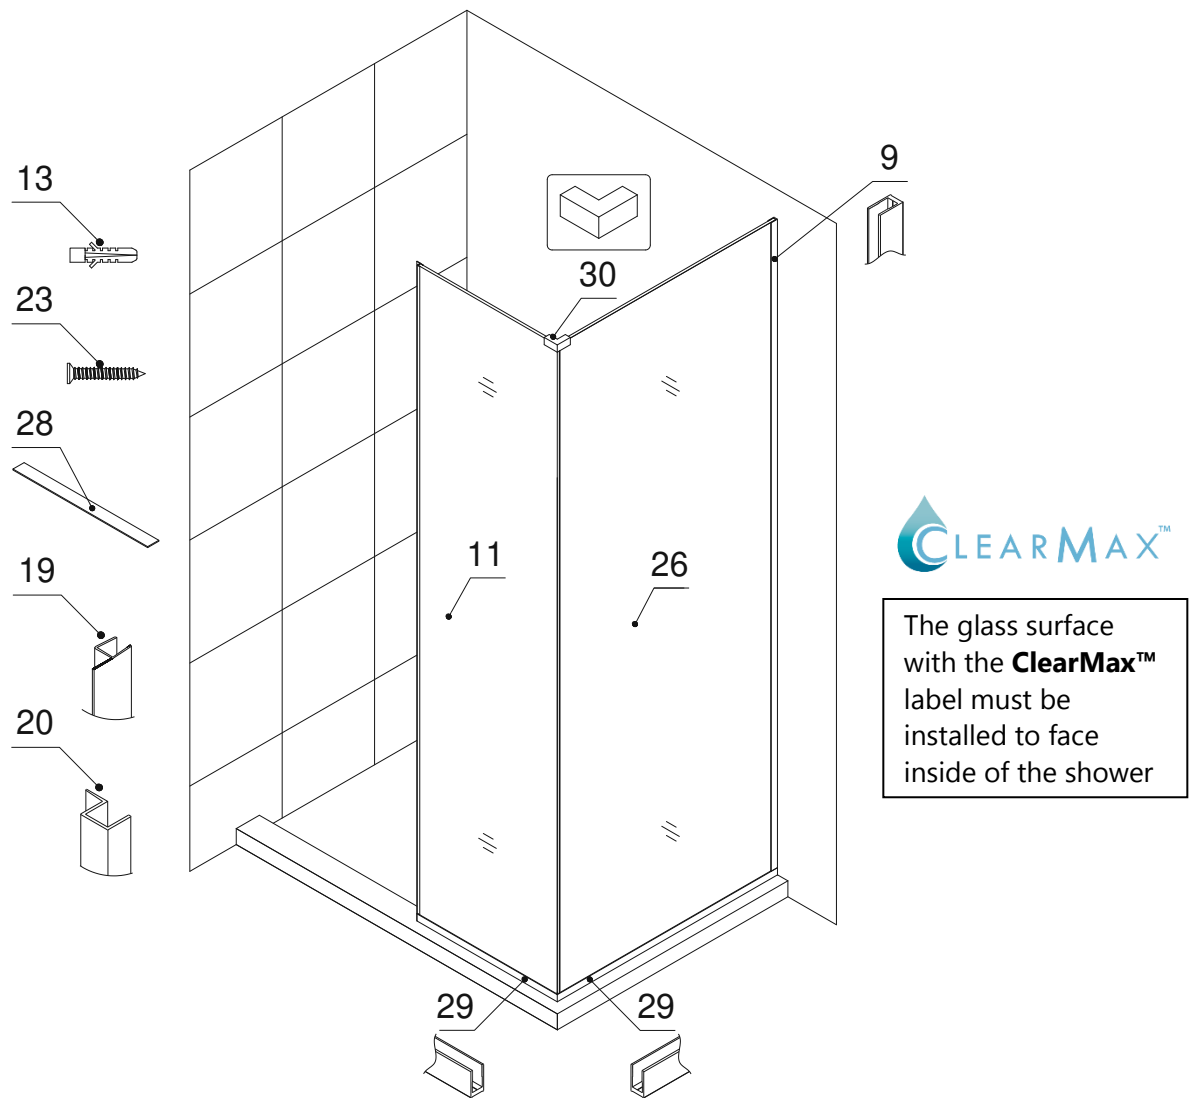 13
9
30
23
28
11
26
19
20
29
29
CLEARMAX™
The glass surface
with the ClearMax™
label must be
installed to face
inside of the shower